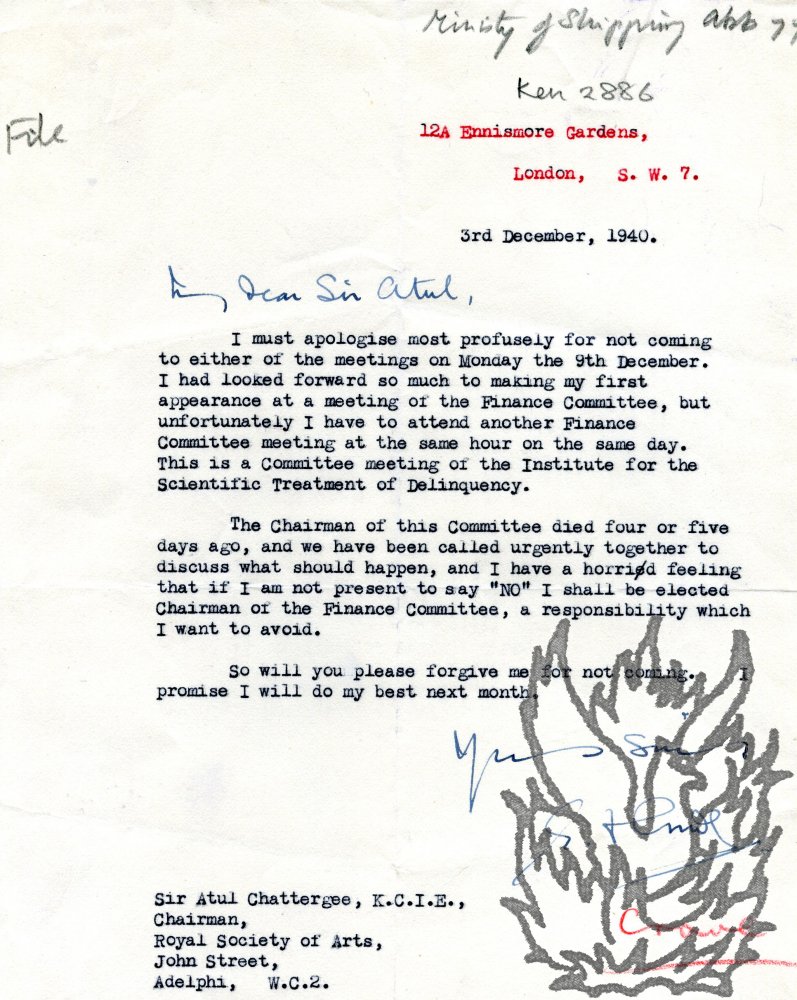 Ministry of Shipping Abb
Ken 2886
File
12A Ennismore Gardens,
London, S. W. 7.
3rd December, 1940.
My Dear Sir Atul,
I must apologise most profusely for not coming
to either of the meetings on Monday the 9th December.
I had looked forward so much to making my first
appearance at a meeting of the Finance Committee, but
unfortunately I have to attend another Finance
Committee meeting at the same hour on the same day.
This is a Committee meeting of the Institute for the
Scientific Treatment of Delinquency.
The Chairman of this Committee died four or five
days ago, and we have been called urgently together to
discuss what should happen, and I have a horrid feeling
that if I am not present to say "NO" I shall be elected
Chairman of the Finance Committee, a responsibility which
I want to avoid.
So will you please forgive me for not coming. I
promise I will do my best next month.
Yours
Sir Atul Chattergee, K.C.I.E.,
Chairman,
Royal Society of Arts,
John Street,
Adelphi, W.C.2.